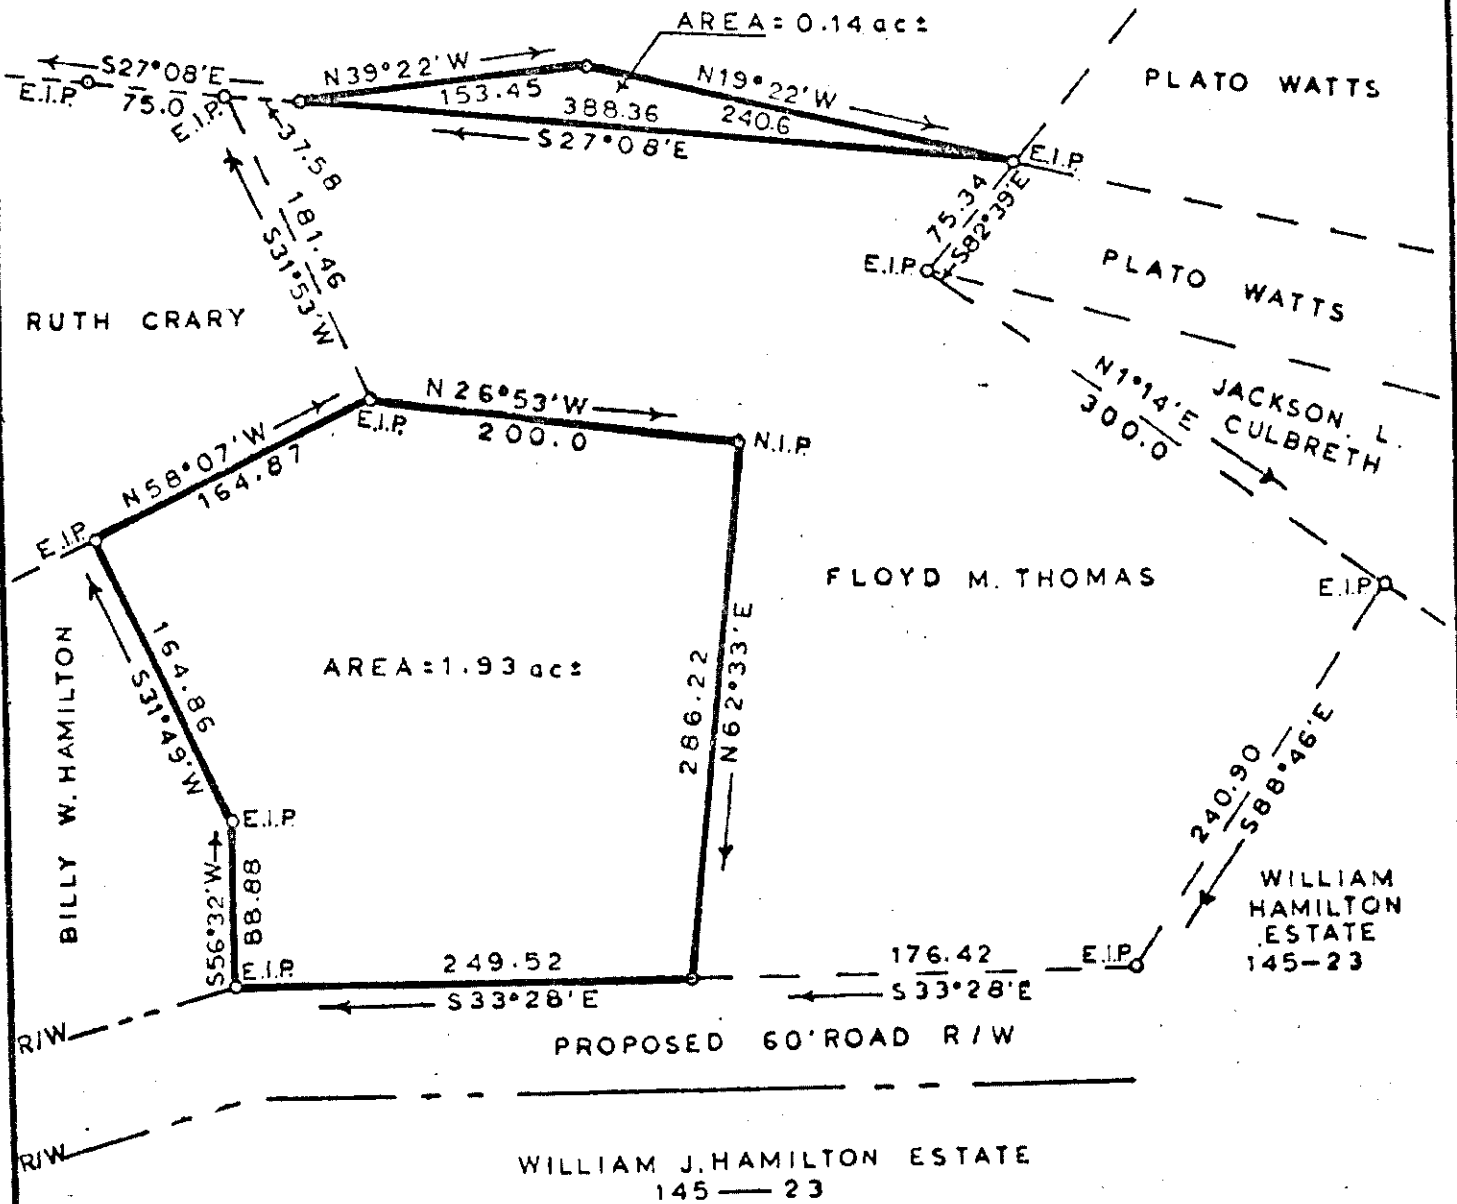 AREA= 0.14 ac±
PLATO WATTS
S27°08'E
75.0
E.I.P.
E.I.P.
37.58
N39°22'W
153.45
388.36
S27°08'E
N19°22'W
240.6
E.I.P.
75.34
S82°39'E
E.I.P.
PLATO WATTS
181.46
S31°53'W
RUTH CRARY
N1°14'E
300.0
JACKSON. L.
CULBRETH
N58°07'W
164.87
E.I.P.
N26°53'W
200.0
N.I.P.
E.I.P.
FLOYD M. THOMAS
E.I.P.
AREA=1.93 ac±
BILLY W. HAMILTON
164.86
S31°49'W
286.22
N62°33'E
240.90
S88°46'E
E.I.P.
S56°32'W
88.88
WILLIAM
HAMILTON
ESTATE
145-23
E.I.P.
249.52
S33°28'E
176.42
S33°28'E
E.I.P.
R/W
PROPOSED 60'ROAD R/W
R/W
WILLIAM J. HAMILTON ESTATE
145 — 23